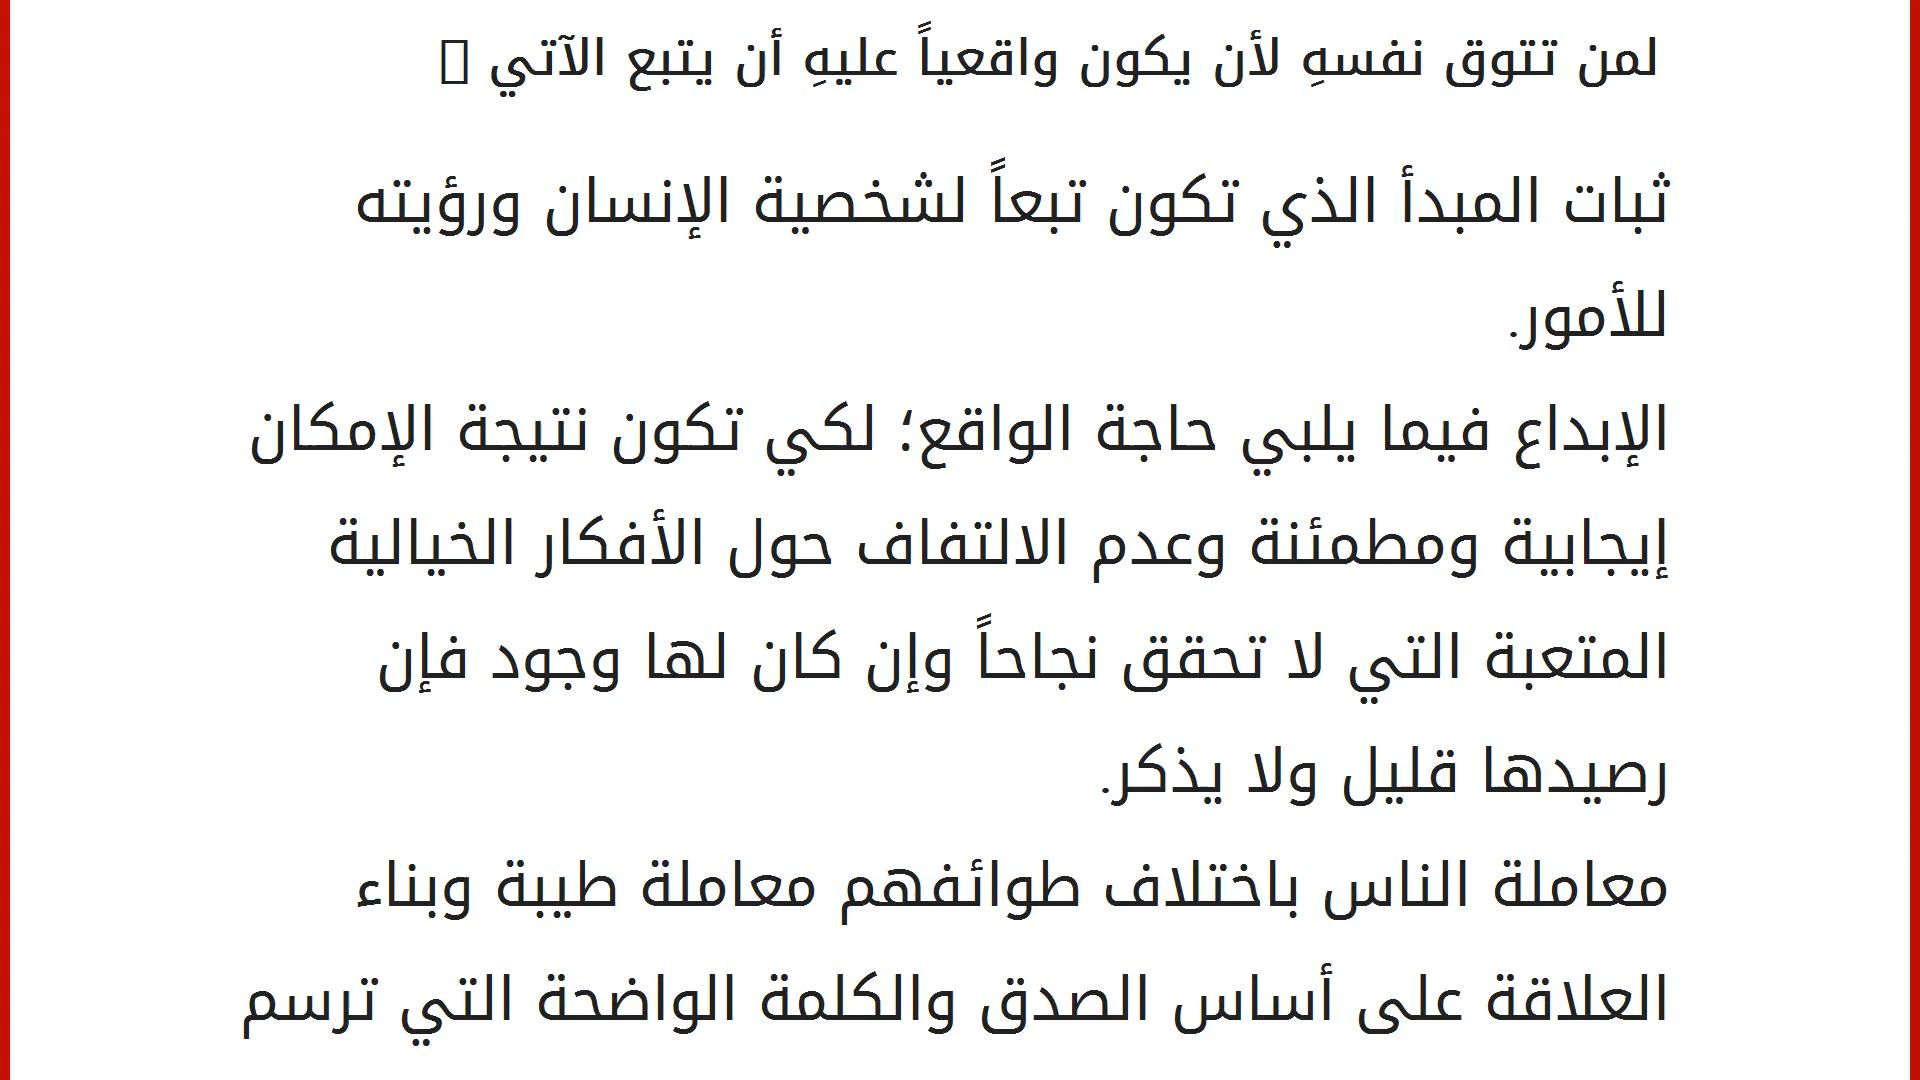 لمن تتوق نفسهِ لأن يكون واقعياً عليهِ أن يتبع الآتي
ثبات المبدأ الذي تكون تبعاً لشخصية الإنسان ورؤيته
للأمور.
الإبداع فيما يلبي حاجة الواقع؛ لكي تكون نتيجة الإمكان
إيجابية ومطمئنة وعدم الالتفاف حول الأفكار الخيالية
المتعبة التي لا تحقق نجاحاً وإن كان لها وجود فإن
رصيدها قليل ولا يذكر.
معاملة الناس باختلاف طوائفهم معاملة طيبة وبناء
العلاقة على أساس الصدق والكلمة الواضحة التي ترسم